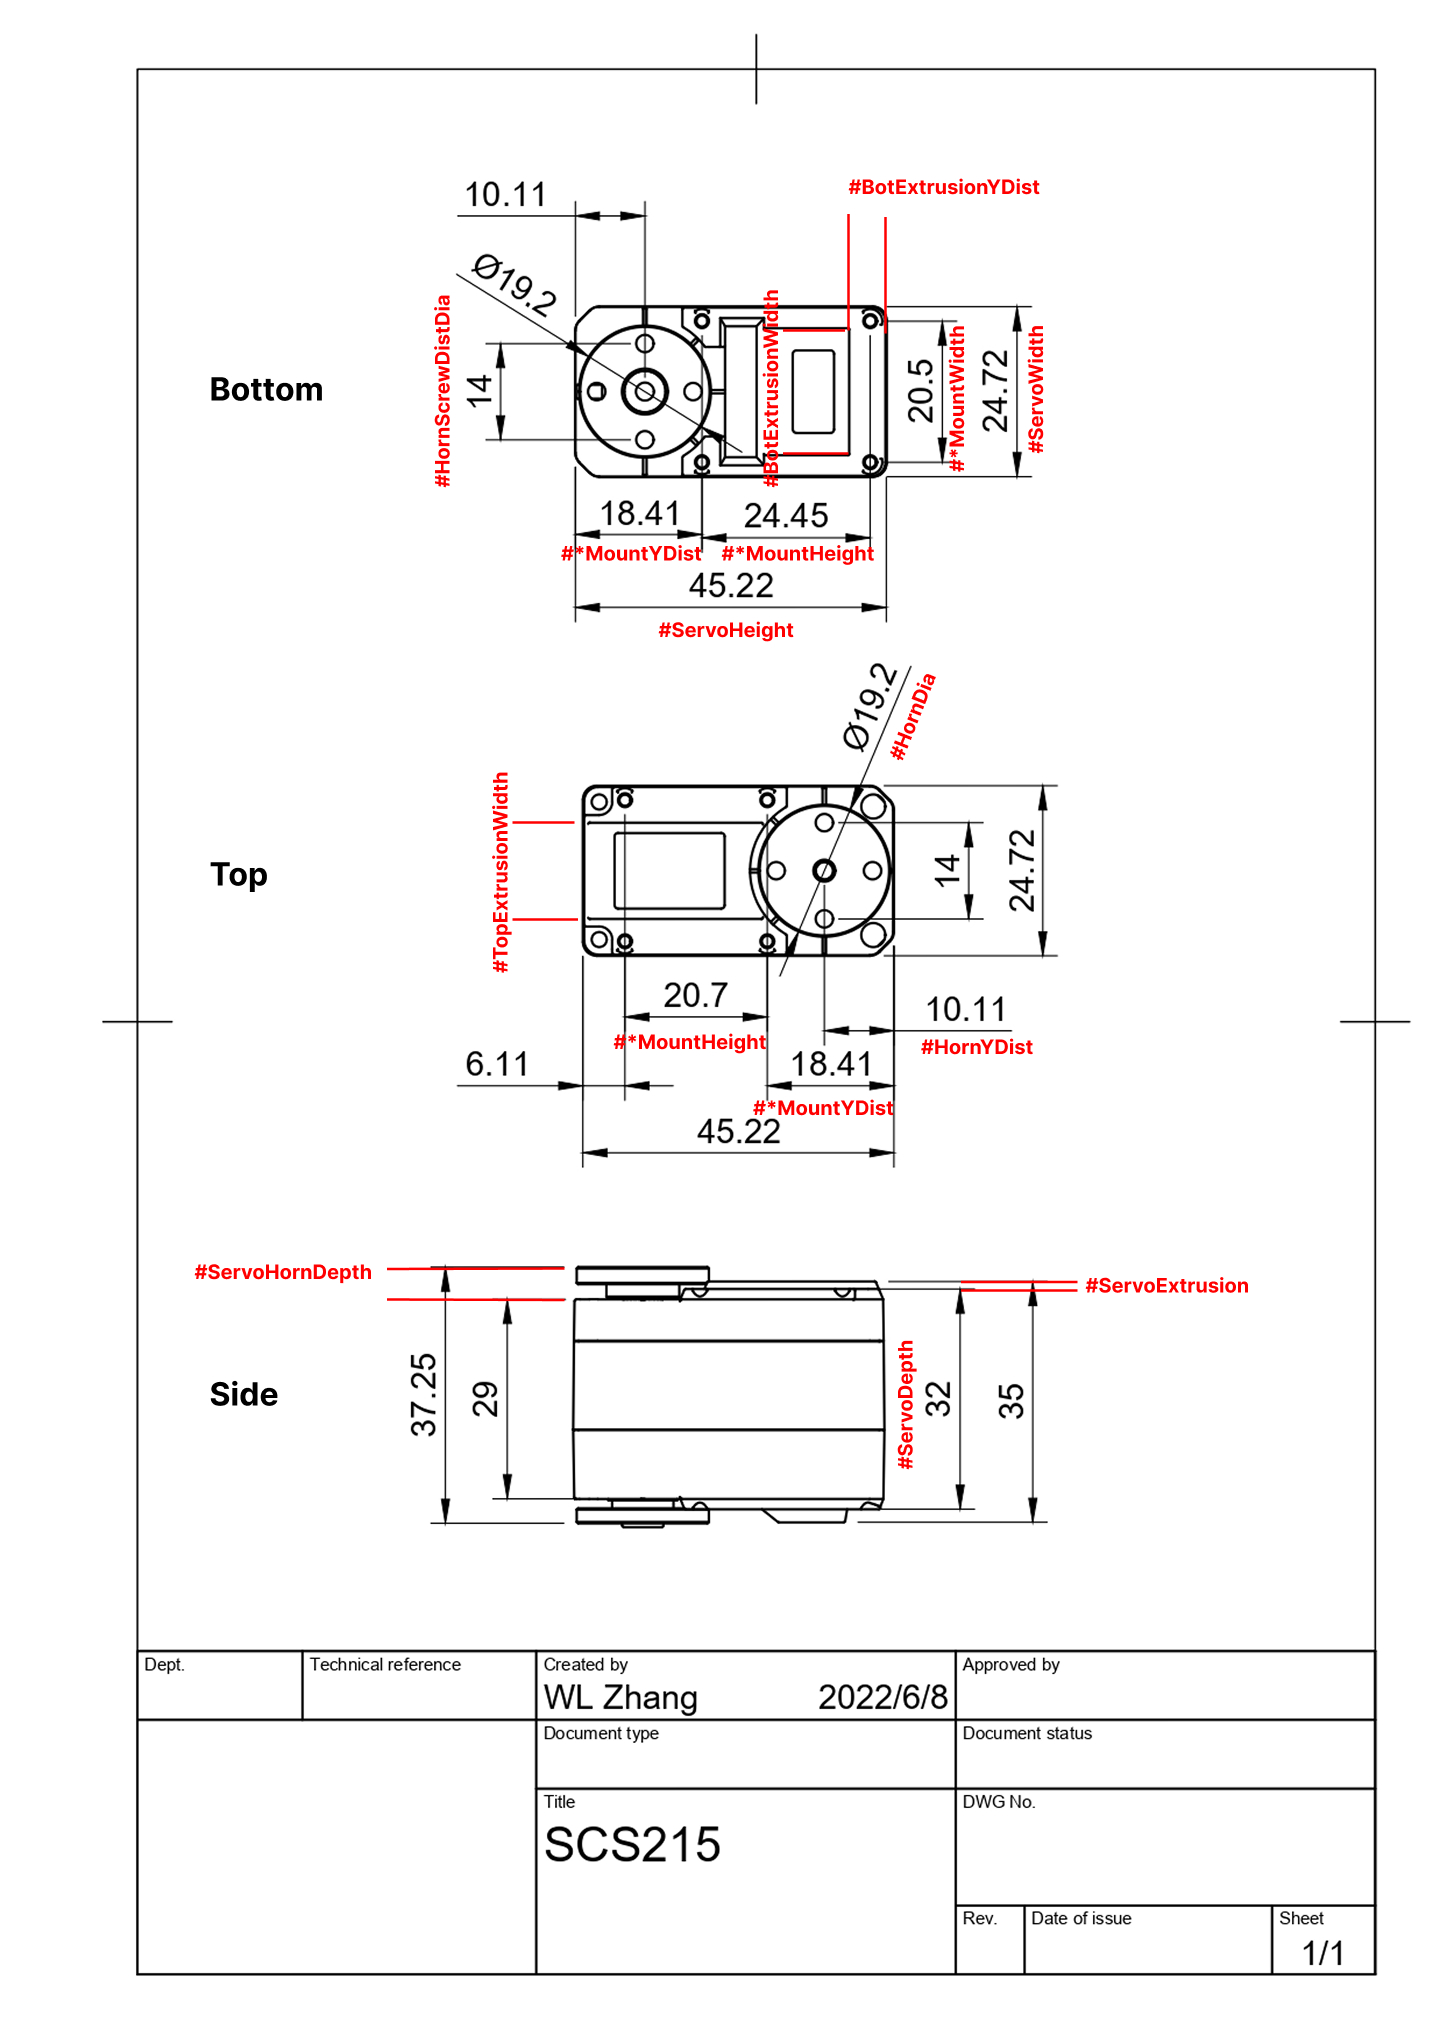 #BotExtrusionYDist
10.11
Ø19.2
#HornScrewDistDia
14
#BotExtrusionWidth
20.5
#*MountWidth
24.72
#ServoWidth
Bottom
18.41
24.45
#*MountYDist
#*MountHeight
45.22
#ServoHeight
Ø19.2
#HornDia
#TopExtrusionWidth
14
24.72
Top
20.7
10.11
#*MountHeight
#HornYDist
6.11
18.41
#*MountYDist
45.22
#ServoHornDepth
#ServoExtrusion
37.25
29
#ServoDepth
32
35
Side
Dept.
Technical reference
Created by
Approved by
WL Zhang
2022/6/8
Document type
Document status
Title
DWG No.
SCS215
Rev.
Date of issue
Sheet
1/1